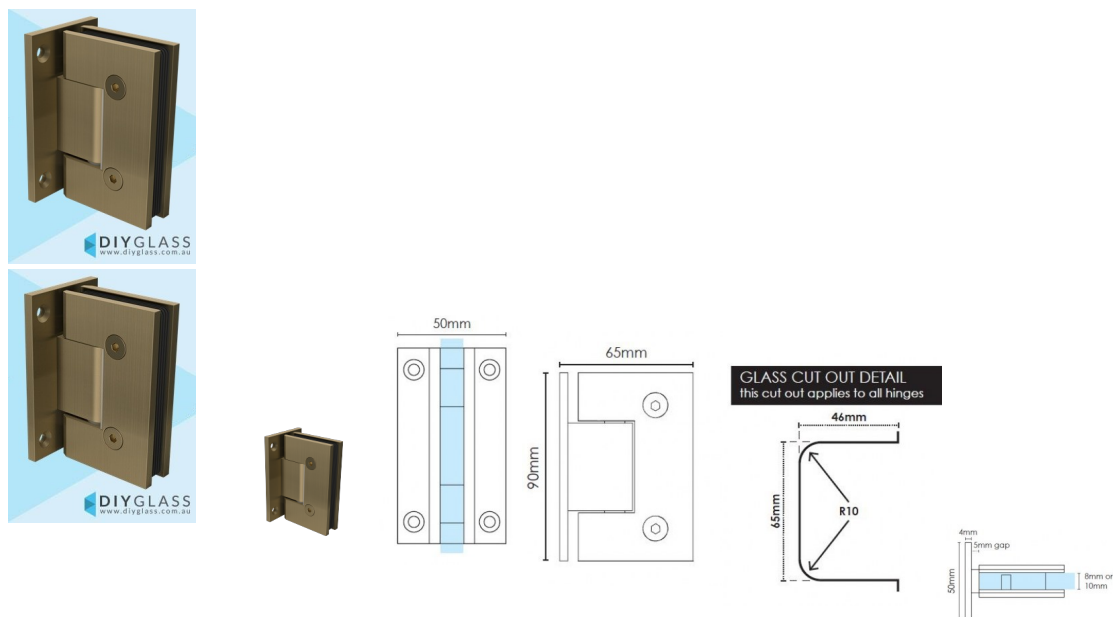 DIYGLASS
www.diyglass.com.au
DIYGLASS
www.diyglass.com.au
50mm
65mm
90mm
GLASS CUT OUT DETAIL
this cut out applies to all hinges
46mm
65mm
R10
4mm
5mm gap
50mm
8mm or
10mm